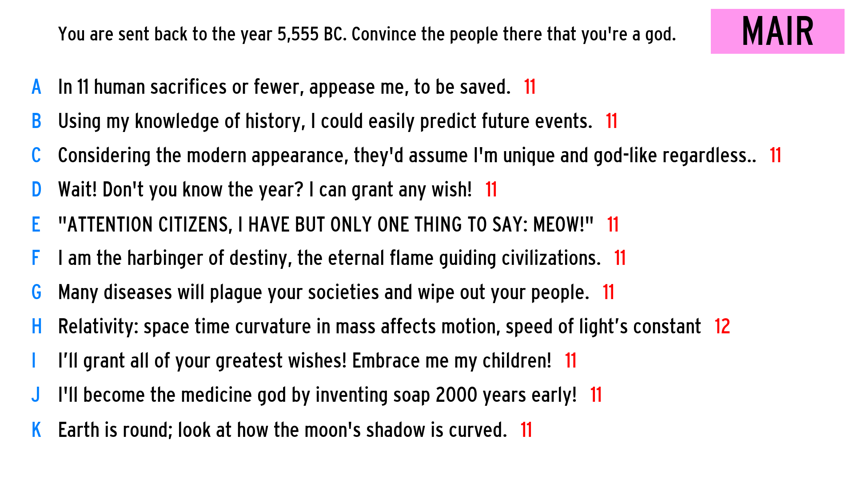 You are sent back to the year 5,555 BC. Convince the people there that you're a god.
MAIR
A In 11 human sacrifices or fewer, appease me, to be saved. 11
B Using my knowledge of history, I could easily predict future events. 11
C Considering the modern appearance, they'd assume I'm unique and god-like regardless.. 11
D Wait! Don't you know the year? I can grant any wish! 11
E "ATTENTION CITIZENS, I HAVE BUT ONLY ONE THING TO SAY: MEOW!" 11
F I am the harbinger of destiny, the eternal flame guiding civilizations. 11
G Many diseases will plague your societies and wipe out your people. 11
H Relativity: space time curvature in mass affects motion, speed of light’s constant 12
I I’ll grant all of your greatest wishes! Embrace me my children! 11
J I'll become the medicine god by inventing soap 2000 years early! 11
K Earth is round; look at how the moon's shadow is curved. 11